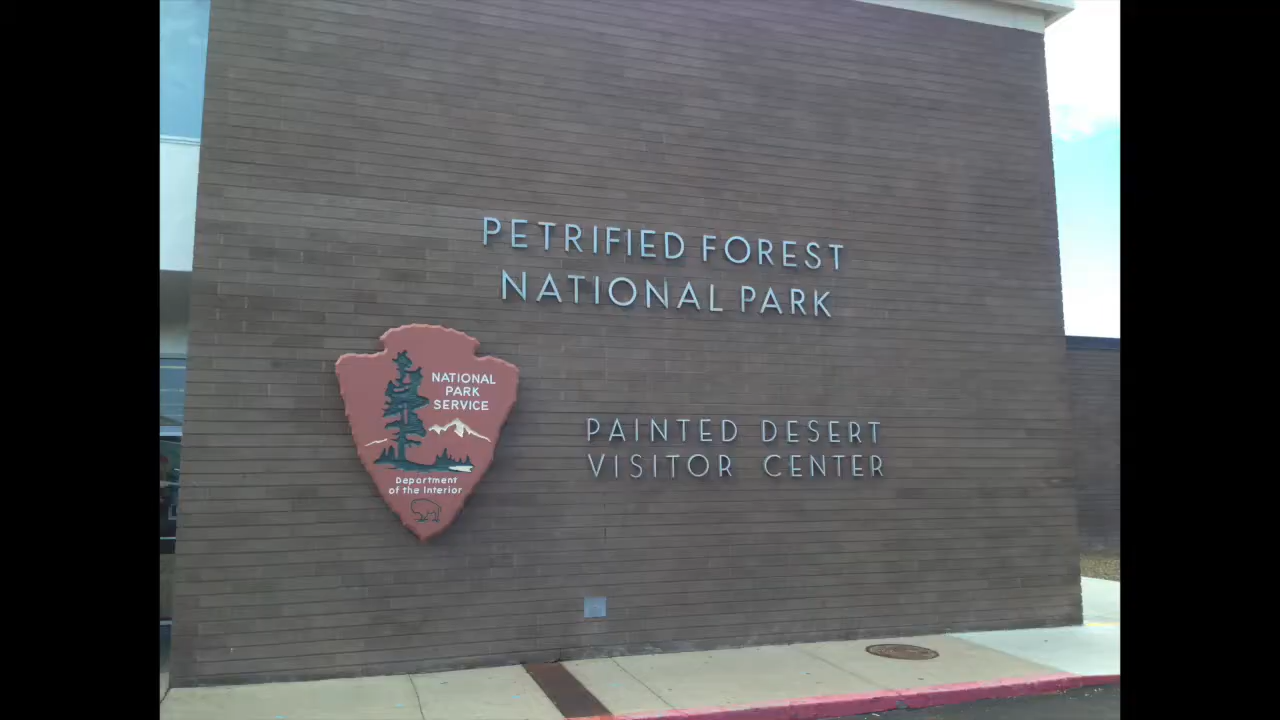 PETRIFIED FOREST
NATIONAL PARK
NATIONAL
PARK
SERVICE
Department
of the Interior
PAINTED DESERT
VISITOR CENTER